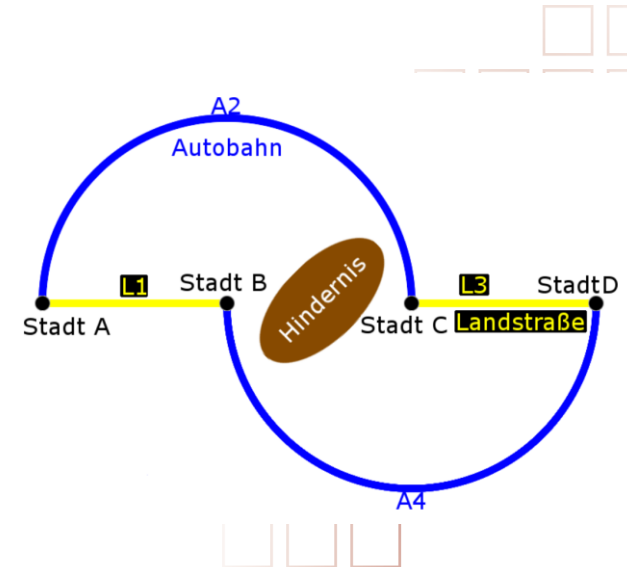 A2
Autobahn
L1
Stadt B
Hindernis
L3
StadtD
Stadt A
Stadt C
Landstraße
A4